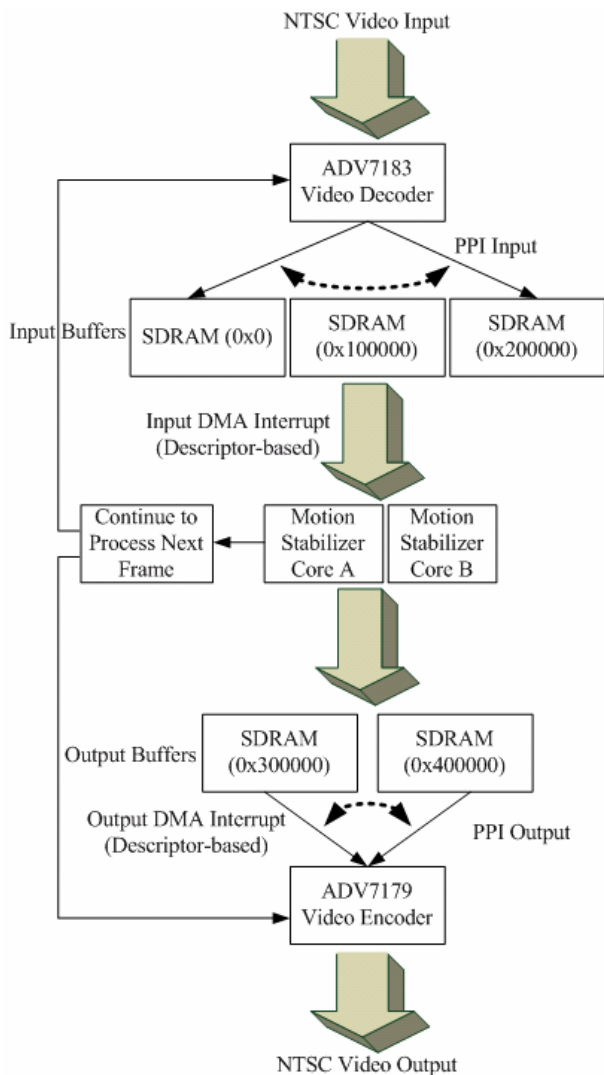 NTSC Video Input
ADV7183
Video Decoder
PPI Input
Input Buffers
SDRAM (0x0)
SDRAM
(0x100000)
SDRAM
(0x200000)
Input DMA Interrupt
(Descriptor-based)
Continue to
Process Next
Frame
Motion
Stabilizer
Core A
Motion
Stabilizer
Core B
Output Buffers
SDRAM
(0x300000)
SDRAM
(0x400000)
Output DMA Interrupt
(Descriptor-based)
PPI Output
ADV7179
Video Encoder
NTSC Video Output